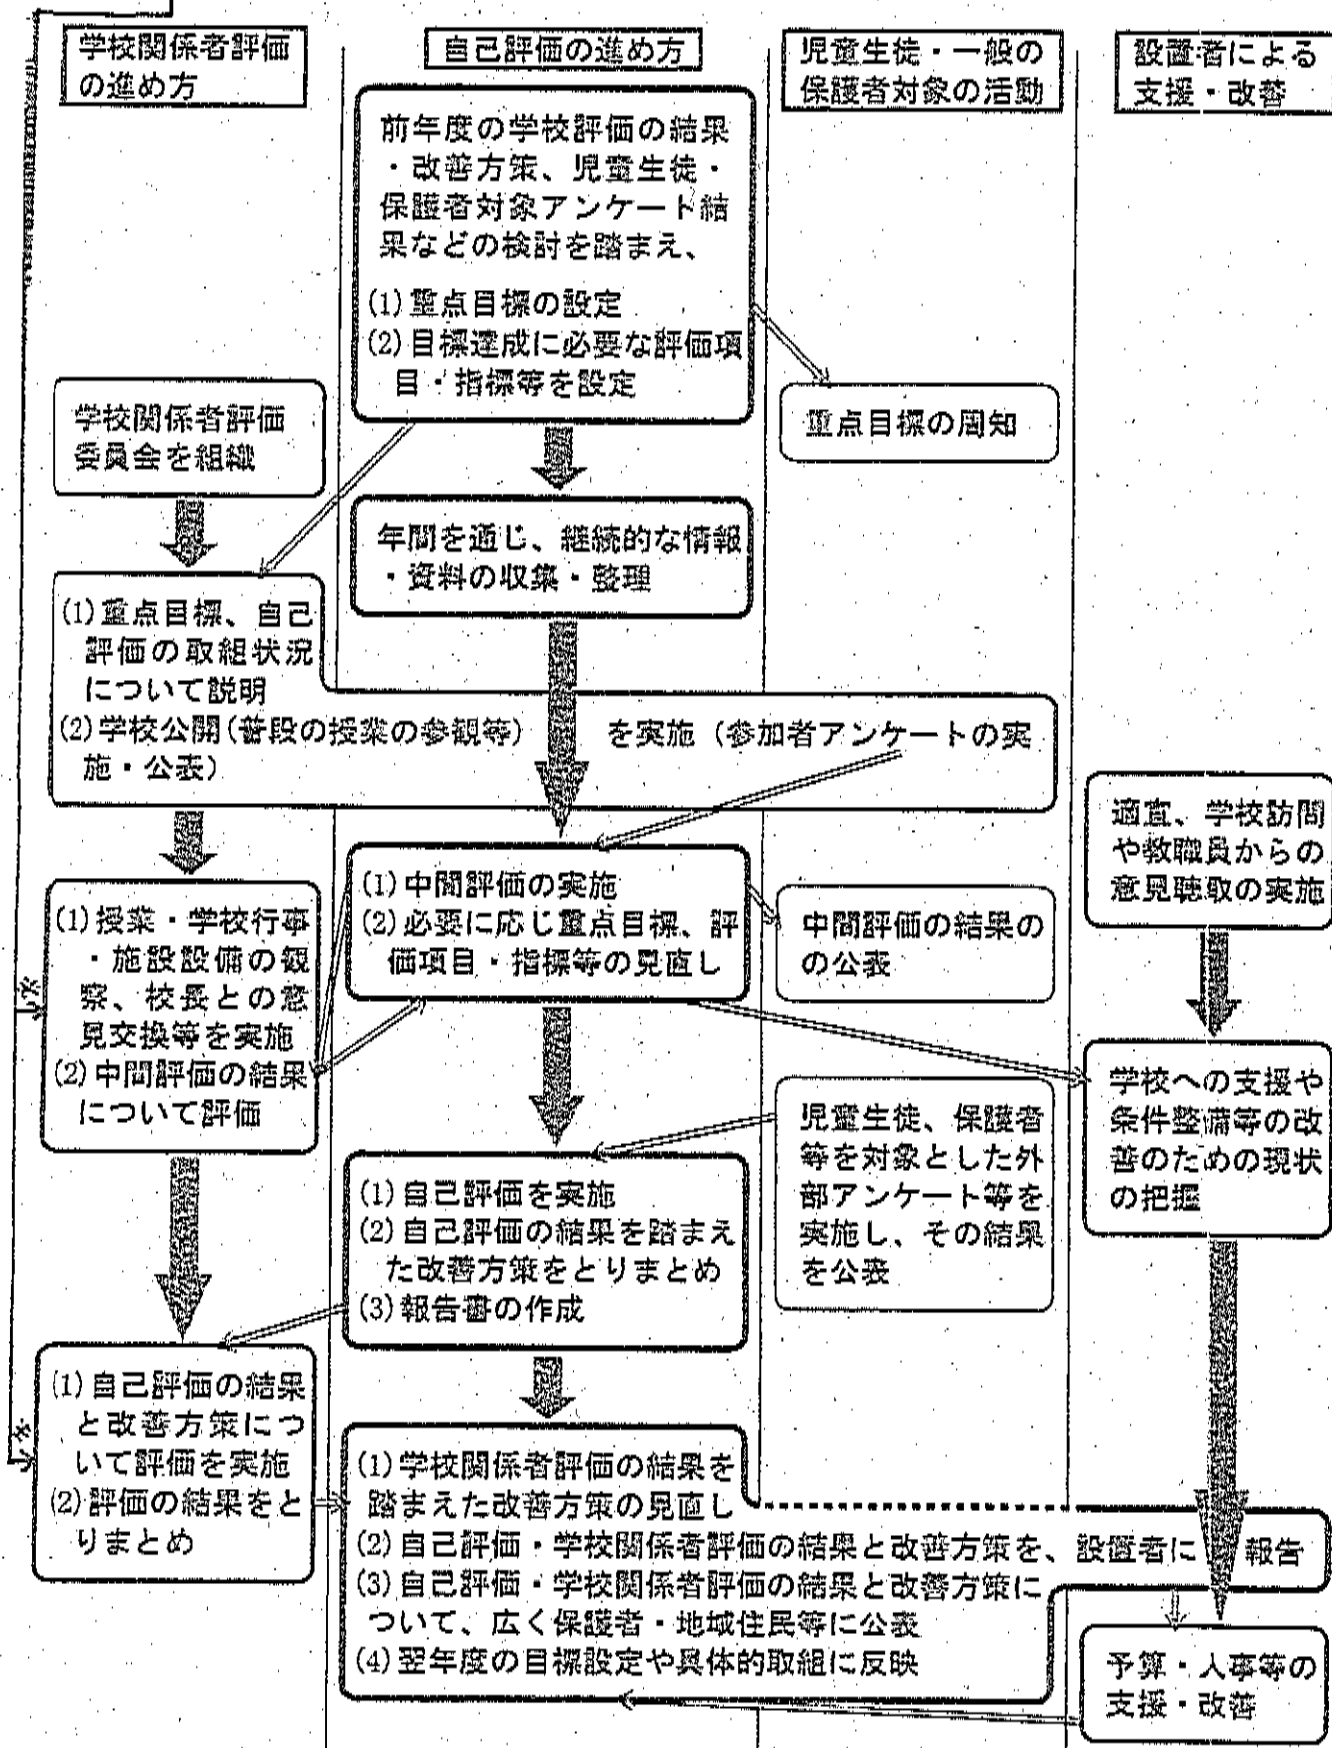 学校関係者評価
の進め方
自己評価の進め方
児童生徒・一般の
保護者対象の活動
設置者による
支援・改善
前年度の学校評価の結果
・改善方策、児童生徒・
保護者対象アンケート結
果などの検討を踏まえ、
(1)重点目標の設定
(2)目標達成に必要な評価項
目・指標等を設定
重点目標の周知
学校関係者評価
委員会を組織
年間を通じ、継続的な情報
・資料の収集・整理
(1)重点目標、自己
評価の取組状況
について説明
(2)学校公開(普段の授業の参観等) を実施(参加者アンケートの実
施・公表)
適宜、学校訪問
や教職員からの
意見聴取の実施
(1)中間評価の実施
(2)必要に応じ重点目標、評
価項目・指標等の見直し
中間評価の結果の
の公表
(1)授業・学校行事
・施設設備の観
察、校長との意
見交換等を実施
(2)中間評価の結果
について評価
※
学校への支援や
条件整備等の改
善のための現状
の把握
児童生徒、保護者
等を対象とした外
部アンケート等を
実施し、その結果
を公表
(1)自己評価を実施
(2)自己評価の結果を踏まえ
た改善方策をとりまとめ
(3)報告書の作成
(1)自己評価の結果
と改善方策につ
いて評価を実施
(2)評価の結果をと
りまとめ
※
(1)学校関係者評価の結果を
踏まえた改善方策の見直し
(2)自己評価・学校関係者評価の結果と改善方策を、設置者に 報告
(3)自己評価・学校関係者評価の結果と改善方策に
ついて、広く保護者・地域住民等に公表
(4)翌年度の目標設定や具体的取組に反映
予算・人事等の
支援・改善